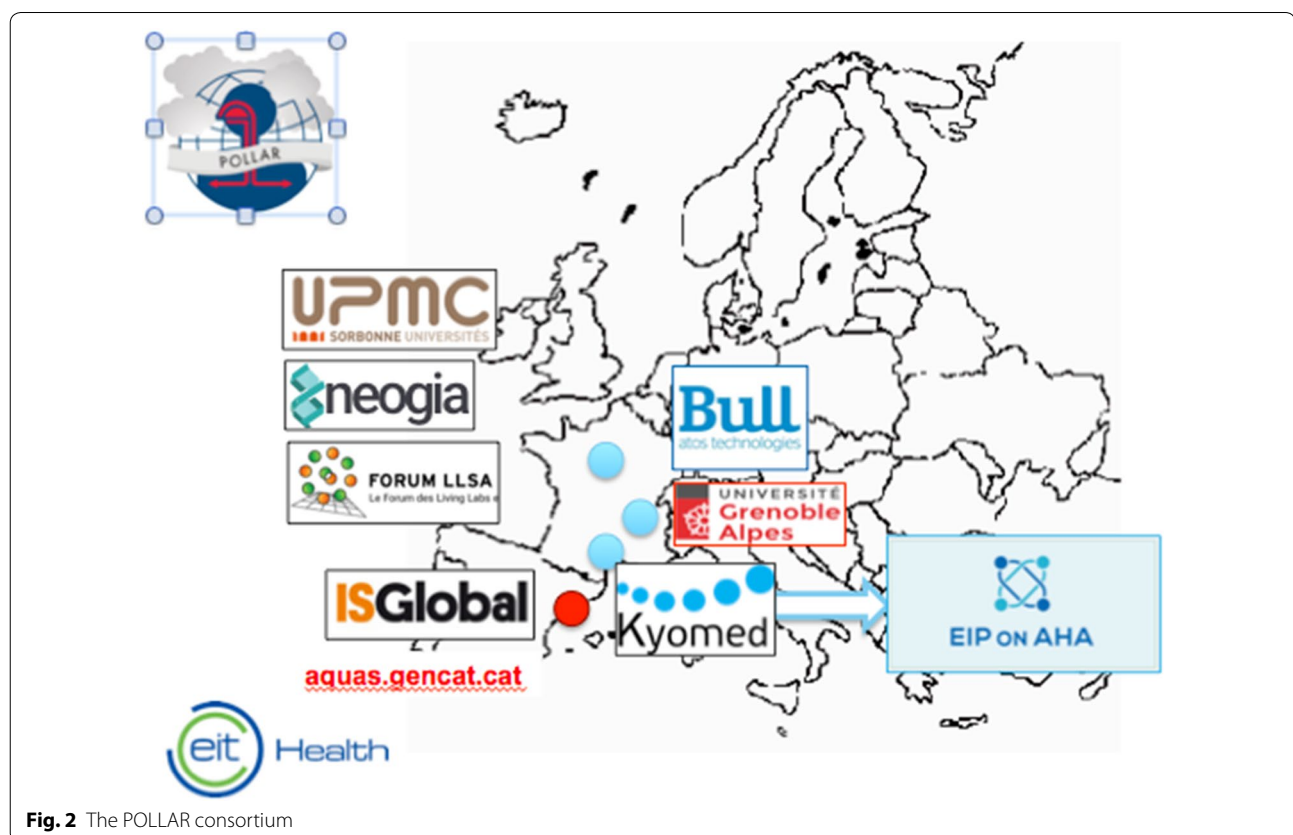 POLLAR
UPMC
SORBONNE UNIVERSITÉS
neogia
FORUM LLSA
Le Forum des Living Labs e
Bull
atos technologies
UNIVERSITÉ
Grenoble
Alpes
ISGlobal
Kyomed
EIP ON AHA
aquas.gencat.cat
eit Health
Fig. 2 The POLLAR consortium